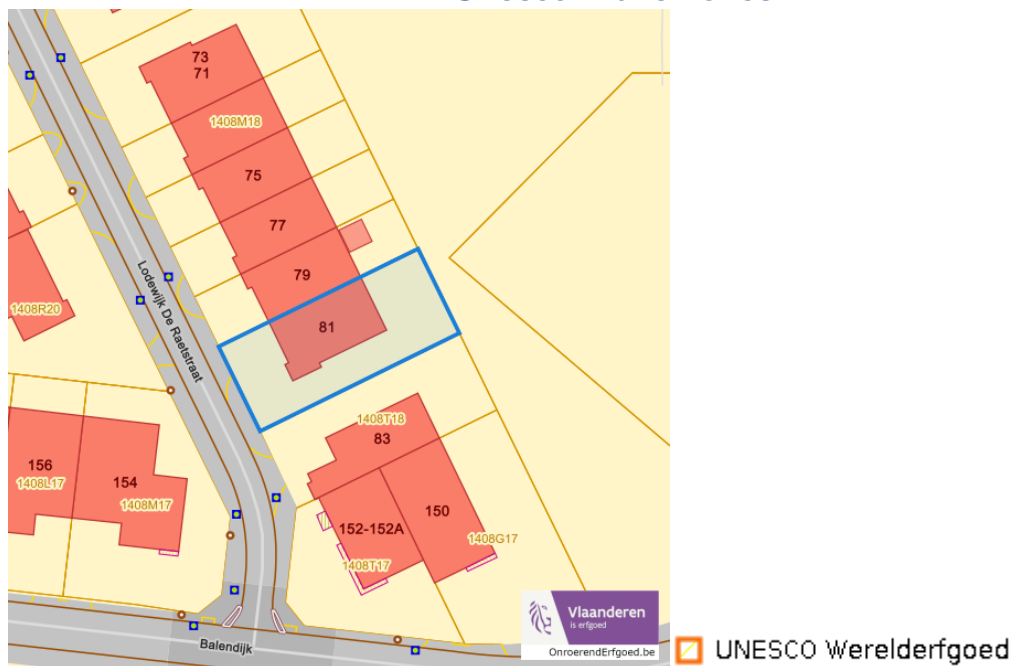 73
71
1408M18
75
77
79
81
Lodewijk De Raetstraat
1408R20
1408T18
83
156
1408L17
154
1408M17
152-152A
150
1408G17
1408T17
Balendijk
Vlaanderen
is erfgoed
OnroerendErfgoed.be
UNESCO Werelderfgoed